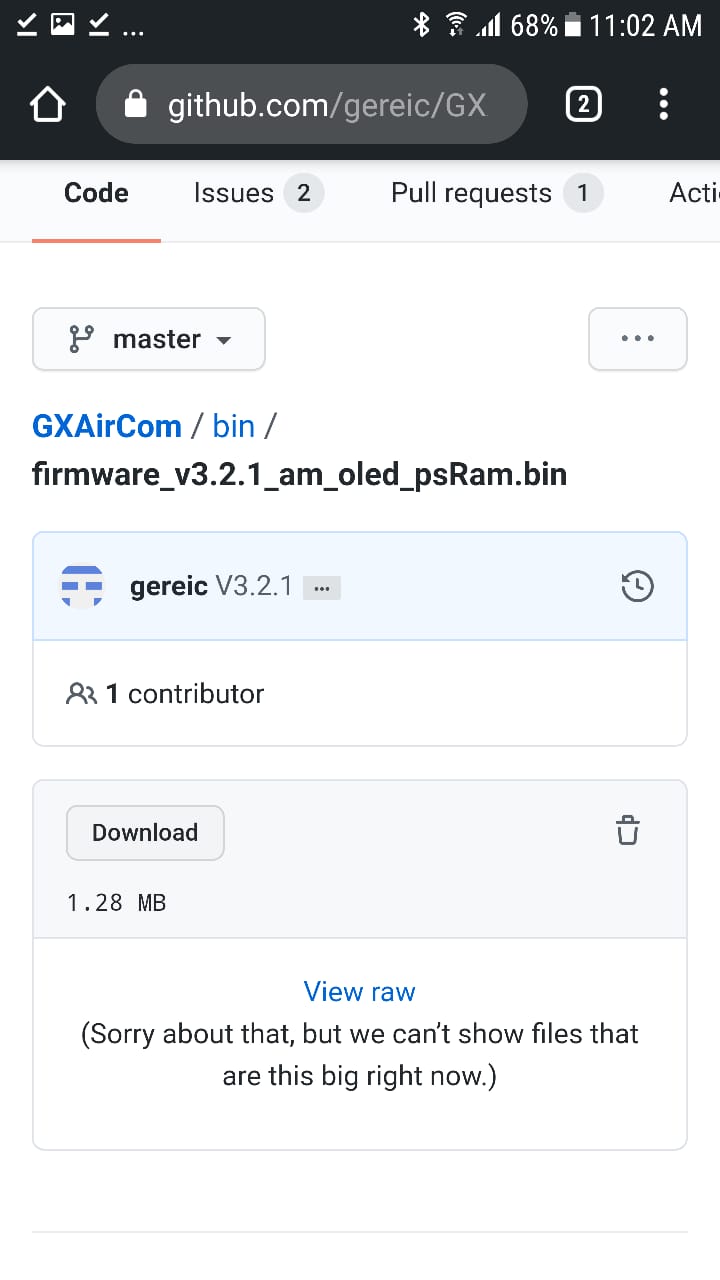 ... 68% 11:02 AM
github.com/gereic/GX 2
Code Issues 2 Pull requests 1 Acti
master ...
GXAirCom / bin /
firmware_v3.2.1_am_oled_psRam.bin
gereic V3.2.1 ...
1 contributor
Download
1.28 MB
View raw
(Sorry about that, but we can’t show files that
are this big right now.)